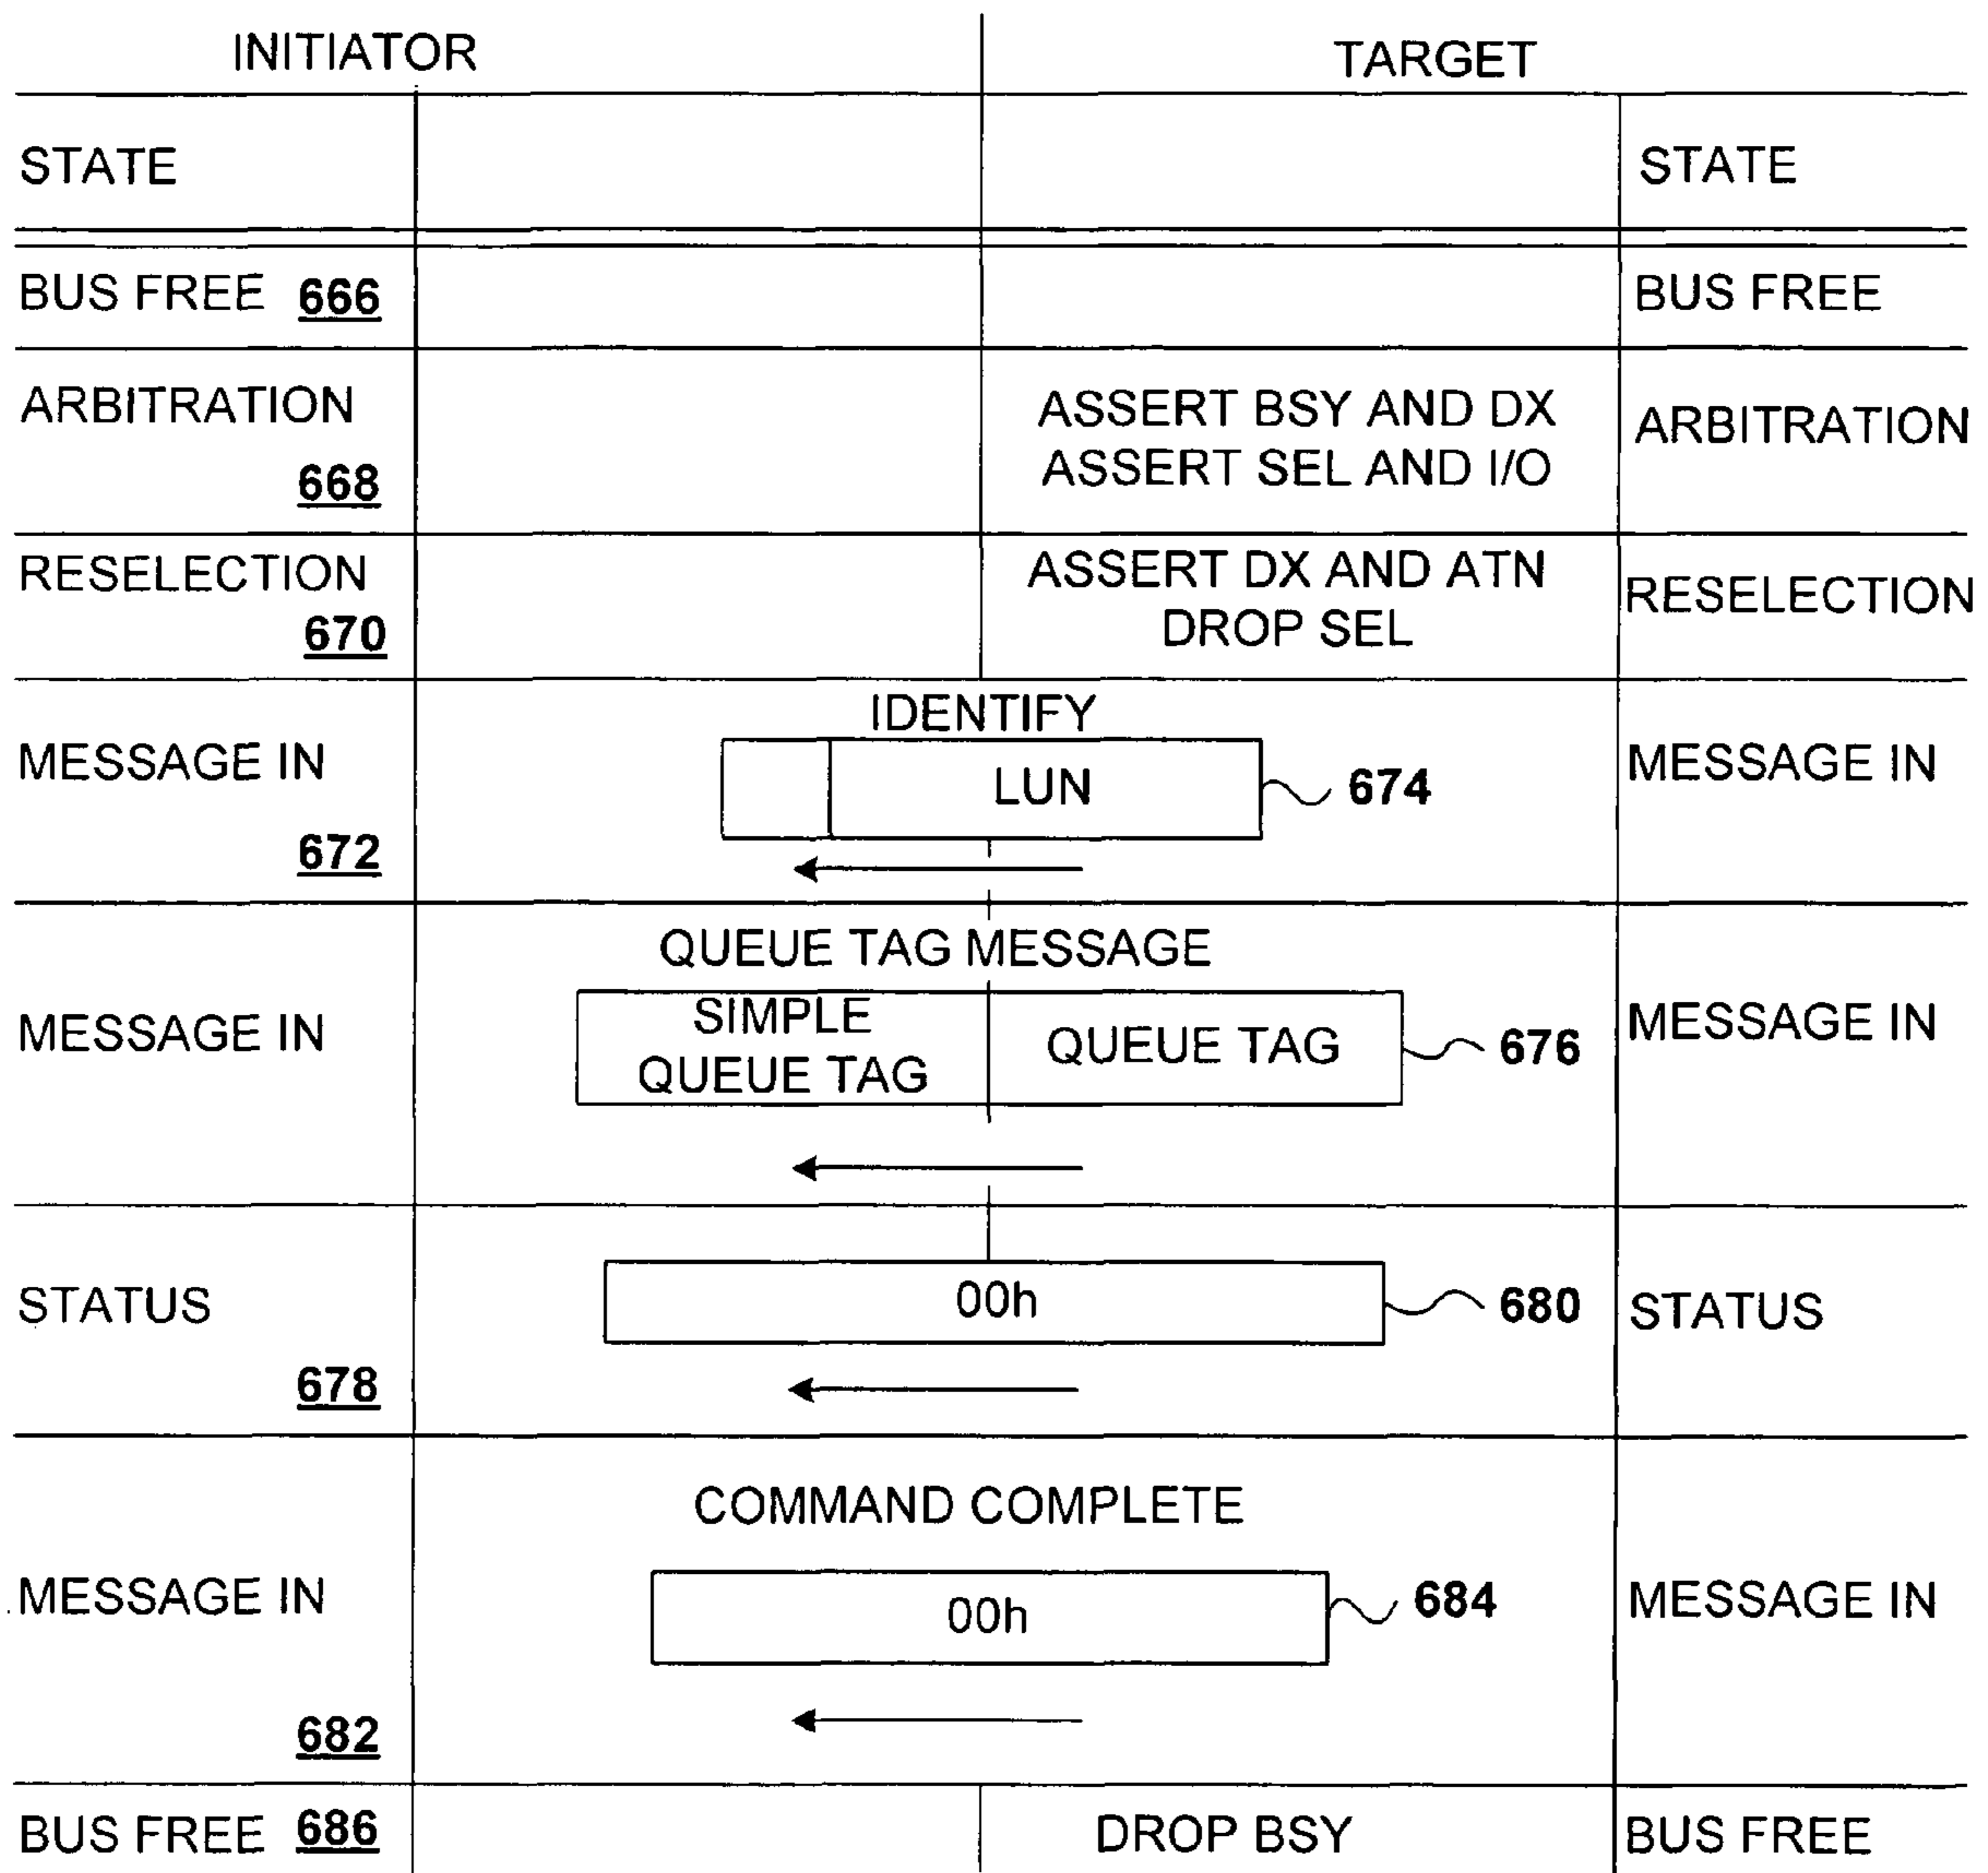 INITIATOR
TARGET
STATE
STATE
BUS FREE 666
BUS FREE
ARBITRATION
668
ASSERT BSY AND DX
ASSERT SEL AND I/O
ARBITRATION
RESELECTION
670
ASSERT DX AND ATN
DROP SEL
RESELECTION
MESSAGE IN
672
IDENTIFY
LUN
674
MESSAGE IN
MESSAGE IN
QUEUE TAG MESSAGE
SIMPLE
QUEUE TAG
QUEUE TAG
676
MESSAGE IN
STATUS
678
00h
680
STATUS
MESSAGE IN
682
COMMAND COMPLETE
00h
684
MESSAGE IN
BUS FREE 686
DROP BSY
BUS FREE